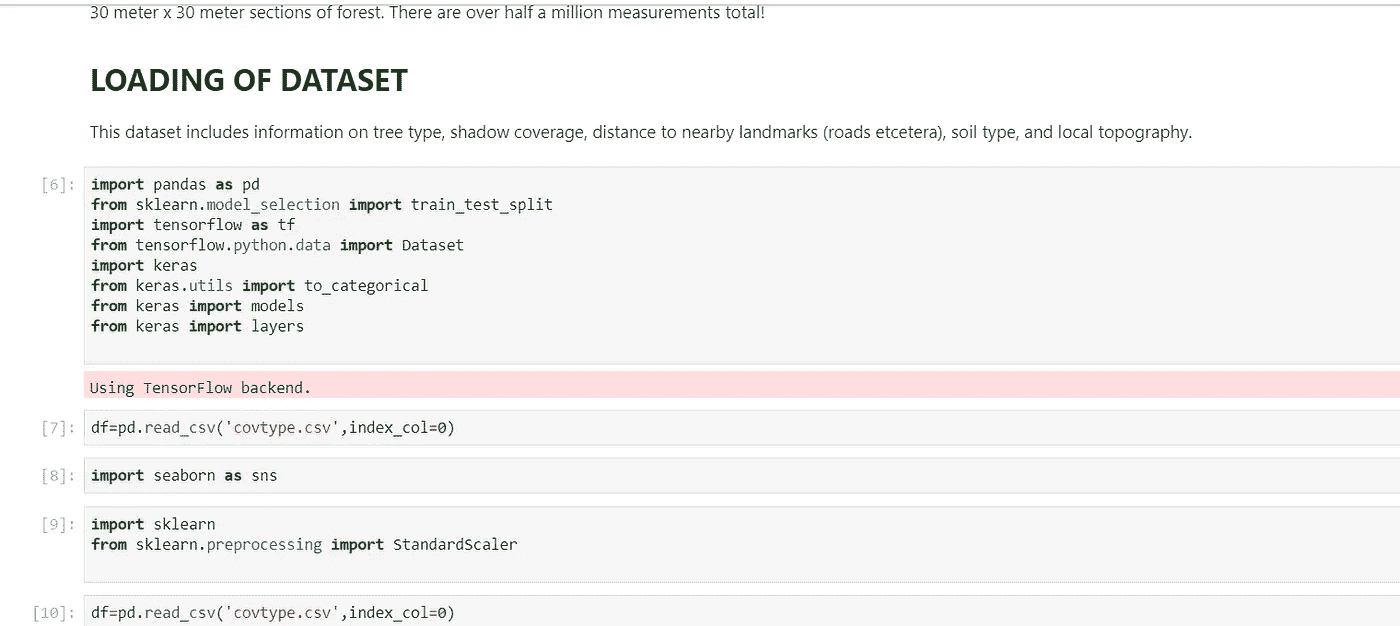 30 meter x 30 meter sections of forest. There are over half a million measurements total!
LOADING OF DATASET
This dataset includes information on tree type, shadow coverage, distance to nearby landmarks (roads etcetera), soil type, and local topography.
[6]: import pandas as pd
from sklearn.model_selection import train_test_split
import tensorflow as tf
from tensorflow.python.data import Dataset
import keras
from keras.utils import to_categorical
from keras import models
from keras import layers
Using TensorFlow backend.
[7]: df=pd.read_csv('covtype.csv',index_col=0)
[8]: import seaborn as sns
[9]: import sklearn
from sklearn.preprocessing import StandardScaler
[10]: df=pd.read_csv('covtype.csv',index_col=0)